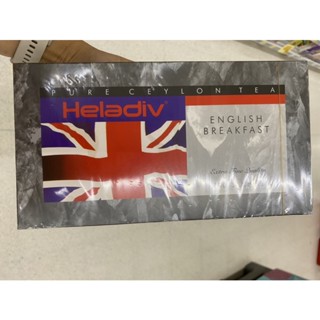 PURE CEYLON TEA
Heladiv
ENGLISH
BREAKFAST